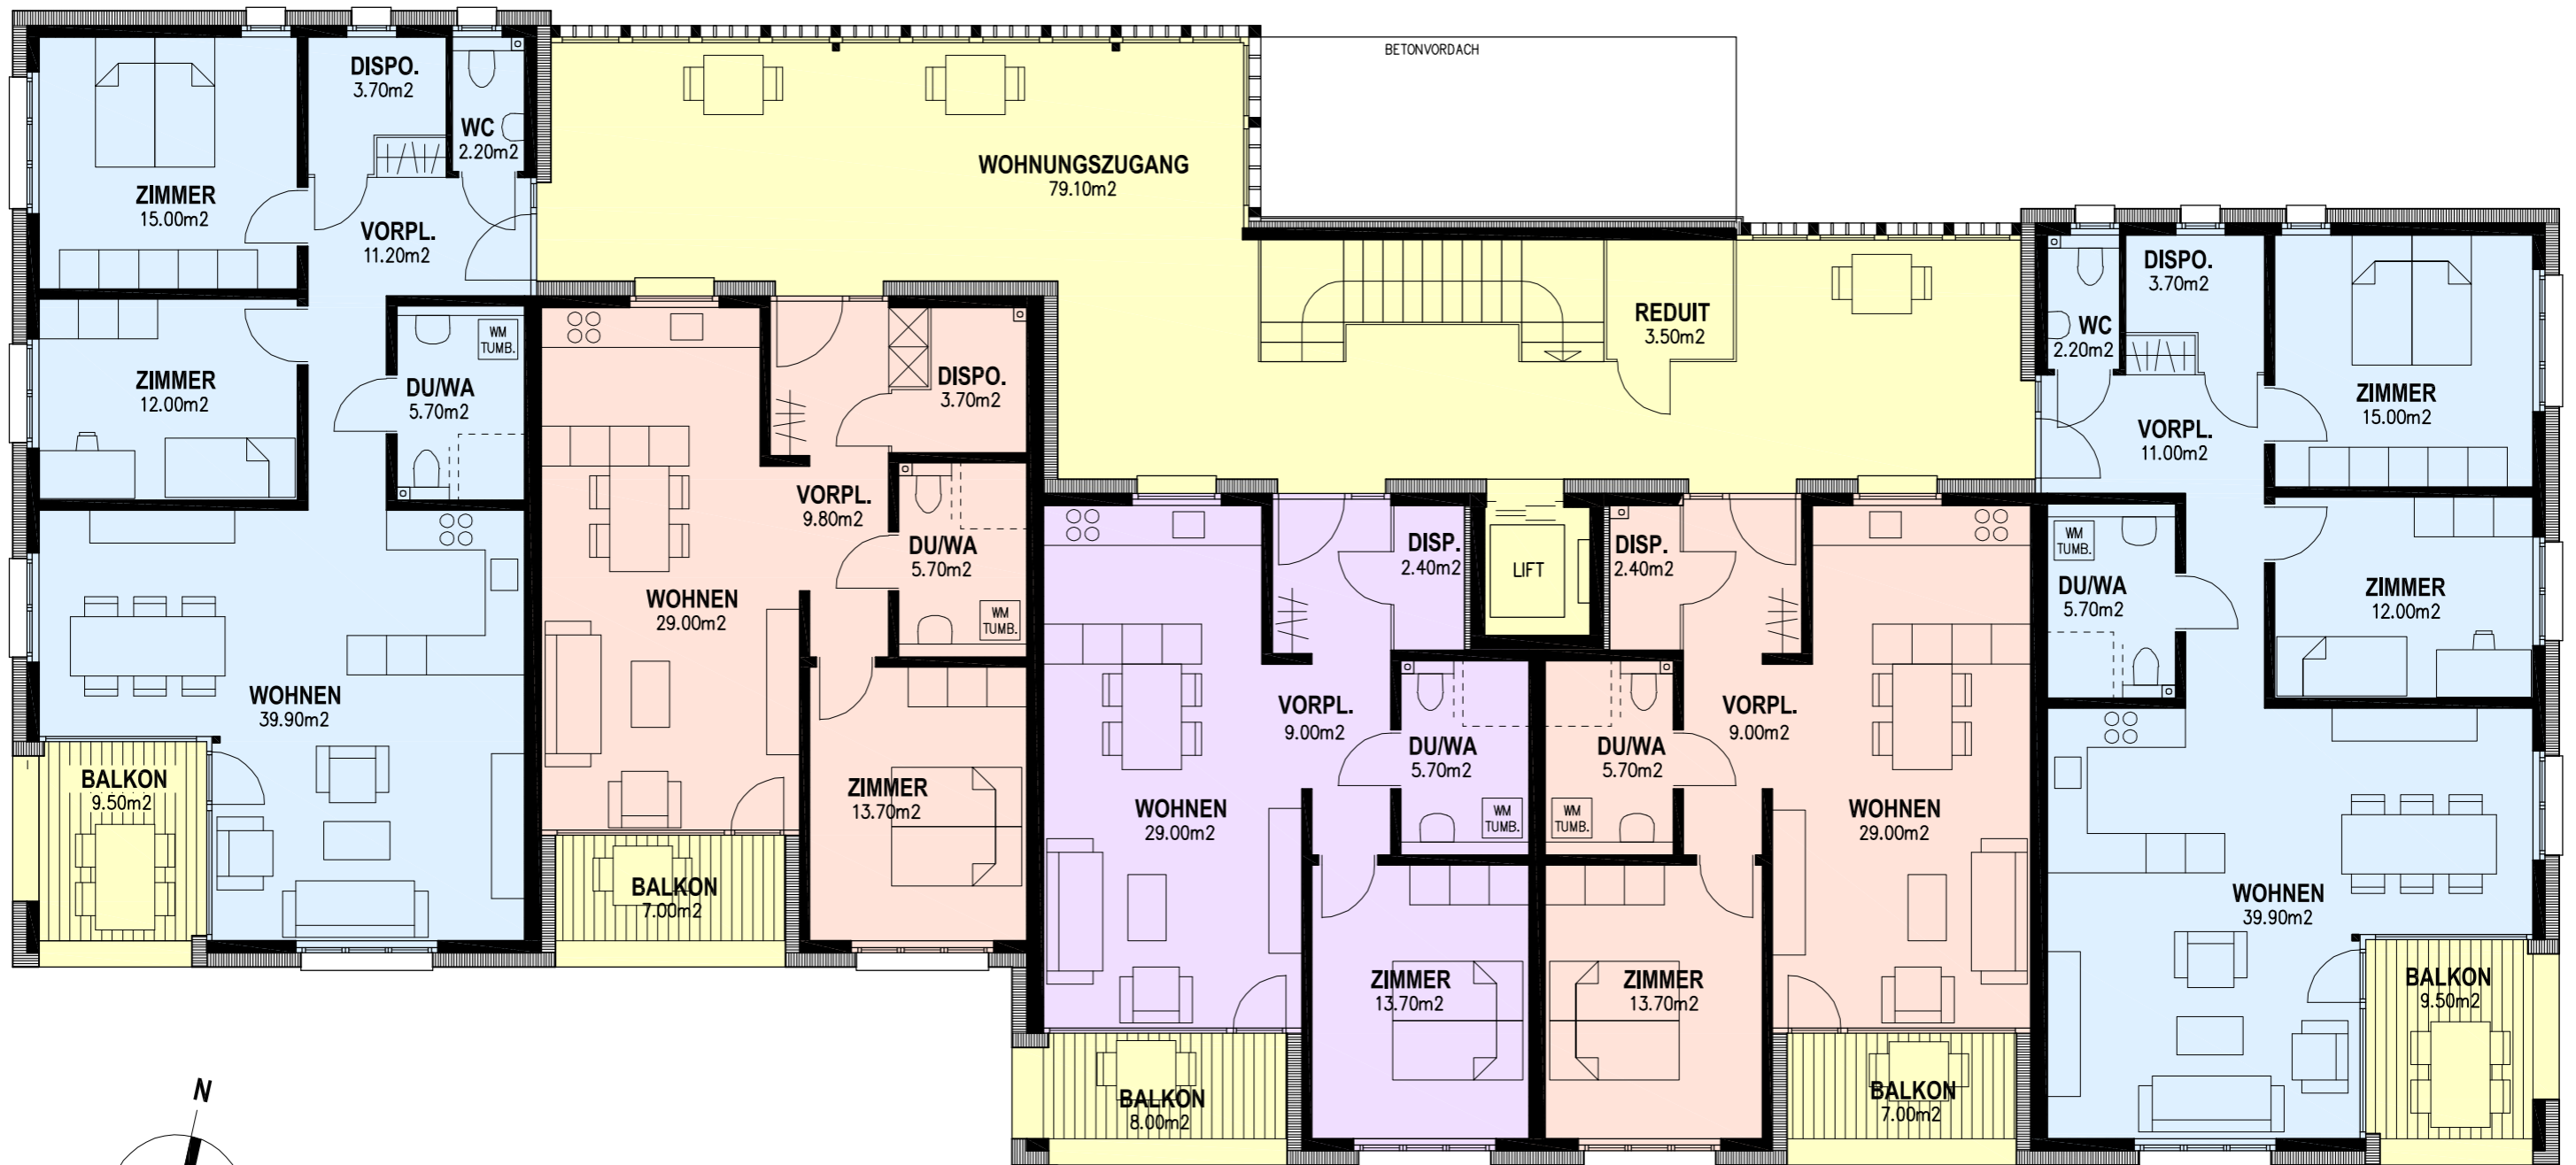 BETONVORDACH
DISPO.
3.70m2
WC
2.20m2
ZIMMER
15.00m2
VORPL.
11.20m2
WOHNUNGSZUGANG
79.10m2
ZIMMER
12.00m2
WM
TUMB.
DU/WA
5.70m2
WOHNEN
39.90m2
BALKON
9.50m2
DISPO.
3.70m2
VORPL.
9.80m2
DU/WA
5.70m2
WM
TUMB.
WOHNEN
29.00m2
ZIMMER
13.70m2
BALKON
7.00m2
REDUIT
3.50m2
DISP.
2.40m2
LIFT
DISP.
2.40m2
VORPL.
9.00m2
DU/WA
5.70m2
WM
TUMB.
WOHNEN
29.00m2
ZIMMER
13.70m2
BALKON
8.00m2
VORPL.
9.00m2
DU/WA
5.70m2
WM
TUMB.
WOHNEN
29.00m2
ZIMMER
13.70m2
BALKON
7.00m2
WC
2.20m2
DISPO.
3.70m2
ZIMMER
15.00m2
VORPL.
11.00m2
WM
TUMB.
DU/WA
5.70m2
ZIMMER
12.00m2
WOHNEN
39.90m2
BALKON
9.50m2
N